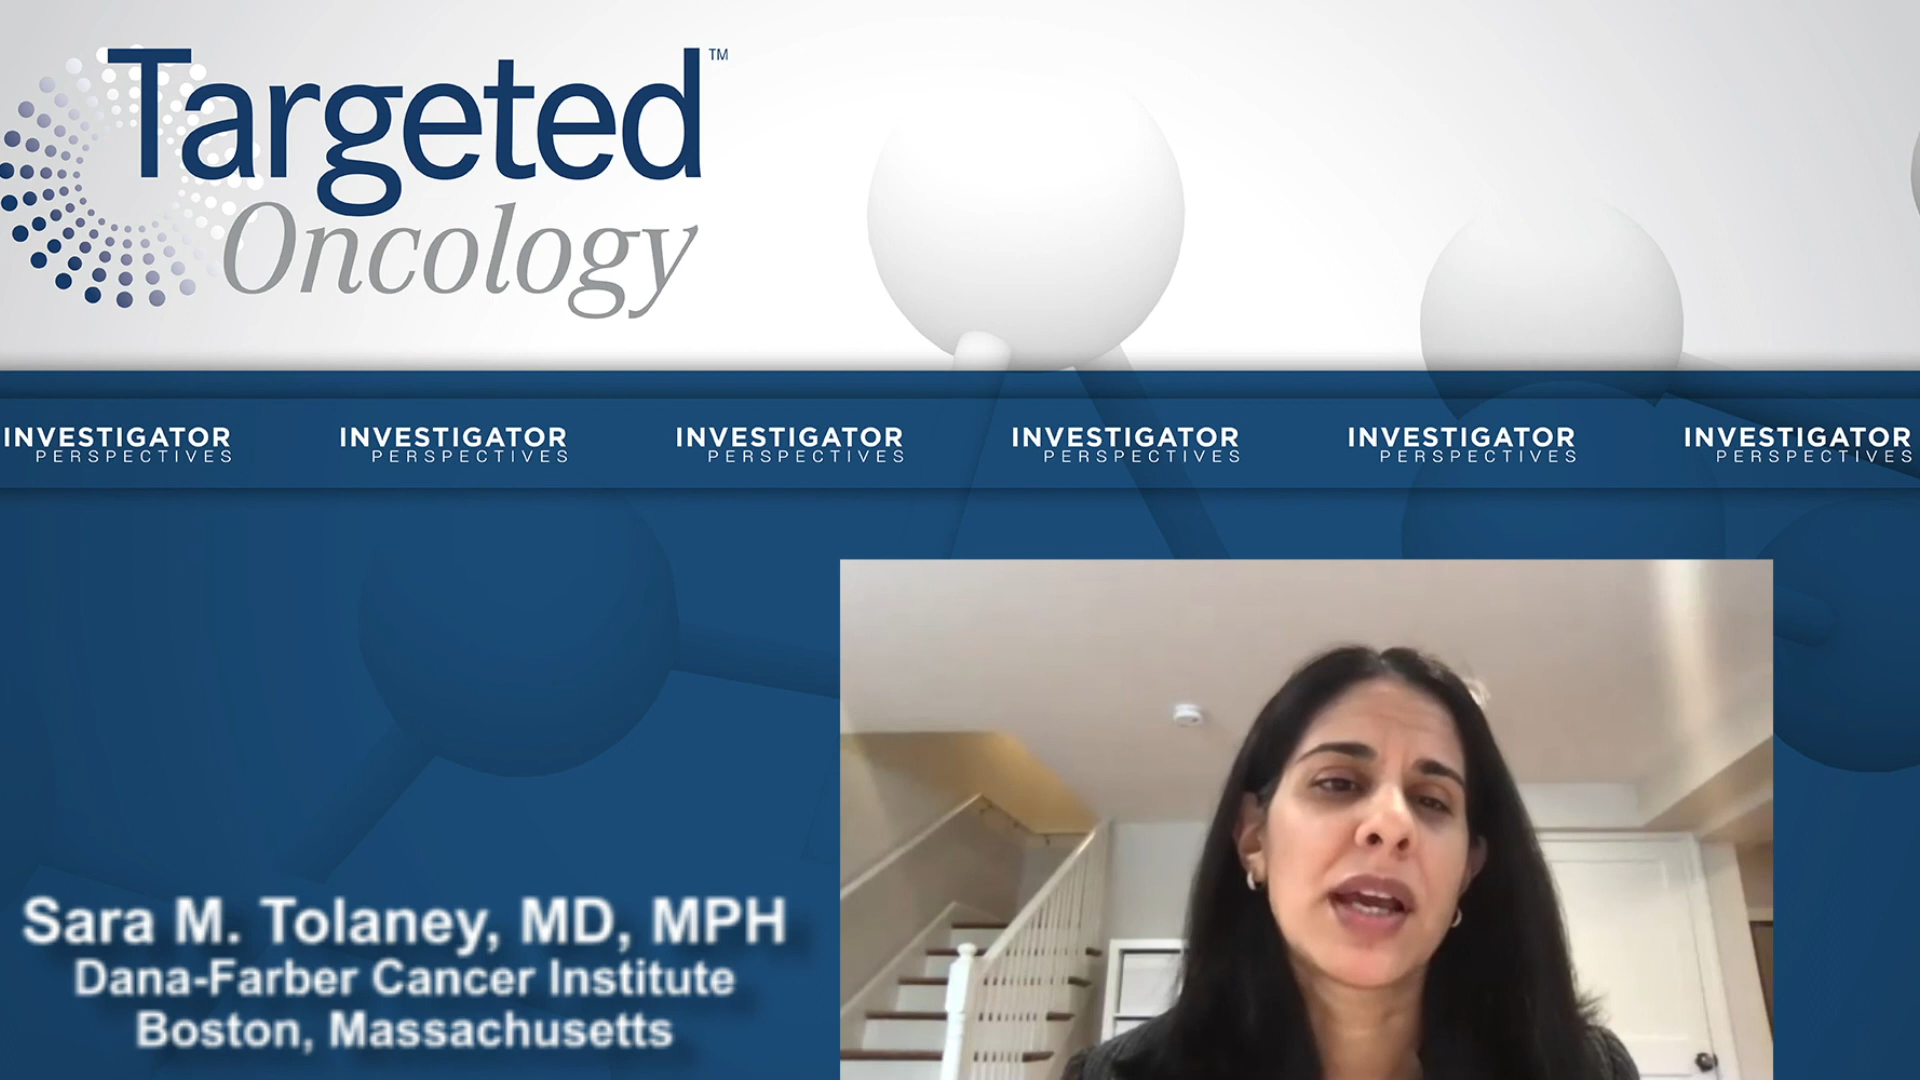 Targeted™
Oncology
INVESTIGATOR INVESTIGATOR INVESTIGATOR INVESTIGATOR INVESTIGATOR INVESTIGATOR
PERSPECTIVES PERSPECTIVES PERSPECTIVES PERSPECTIVES PERSPECTIVES PERSPECTIVES
Sara M. Tolaney, MD, MPH
Dana-Farber Cancer Institute
Boston, Massachusetts